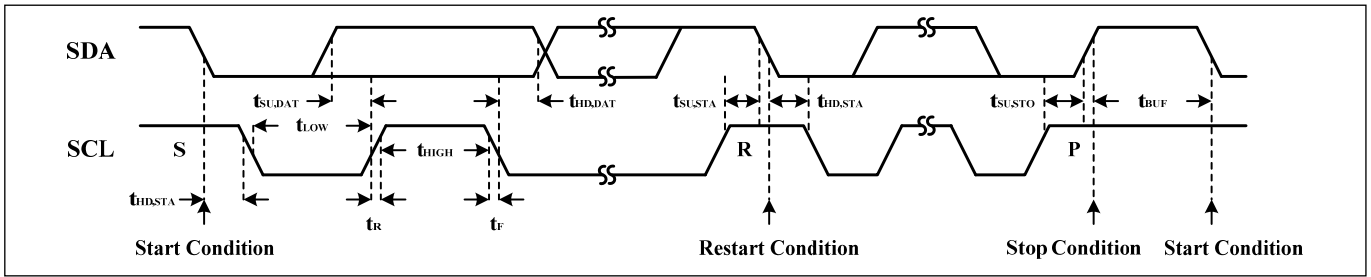 SDA
tSU,DAT
tHD,DAT
tSU,STA
tHD,STA
tSU,STO
tBUF
tLOW
SCL
S
tHIGH
R
P
tHD,STA
tR
tF
Start Condition
Restart Condition
Stop Condition
Start Condition